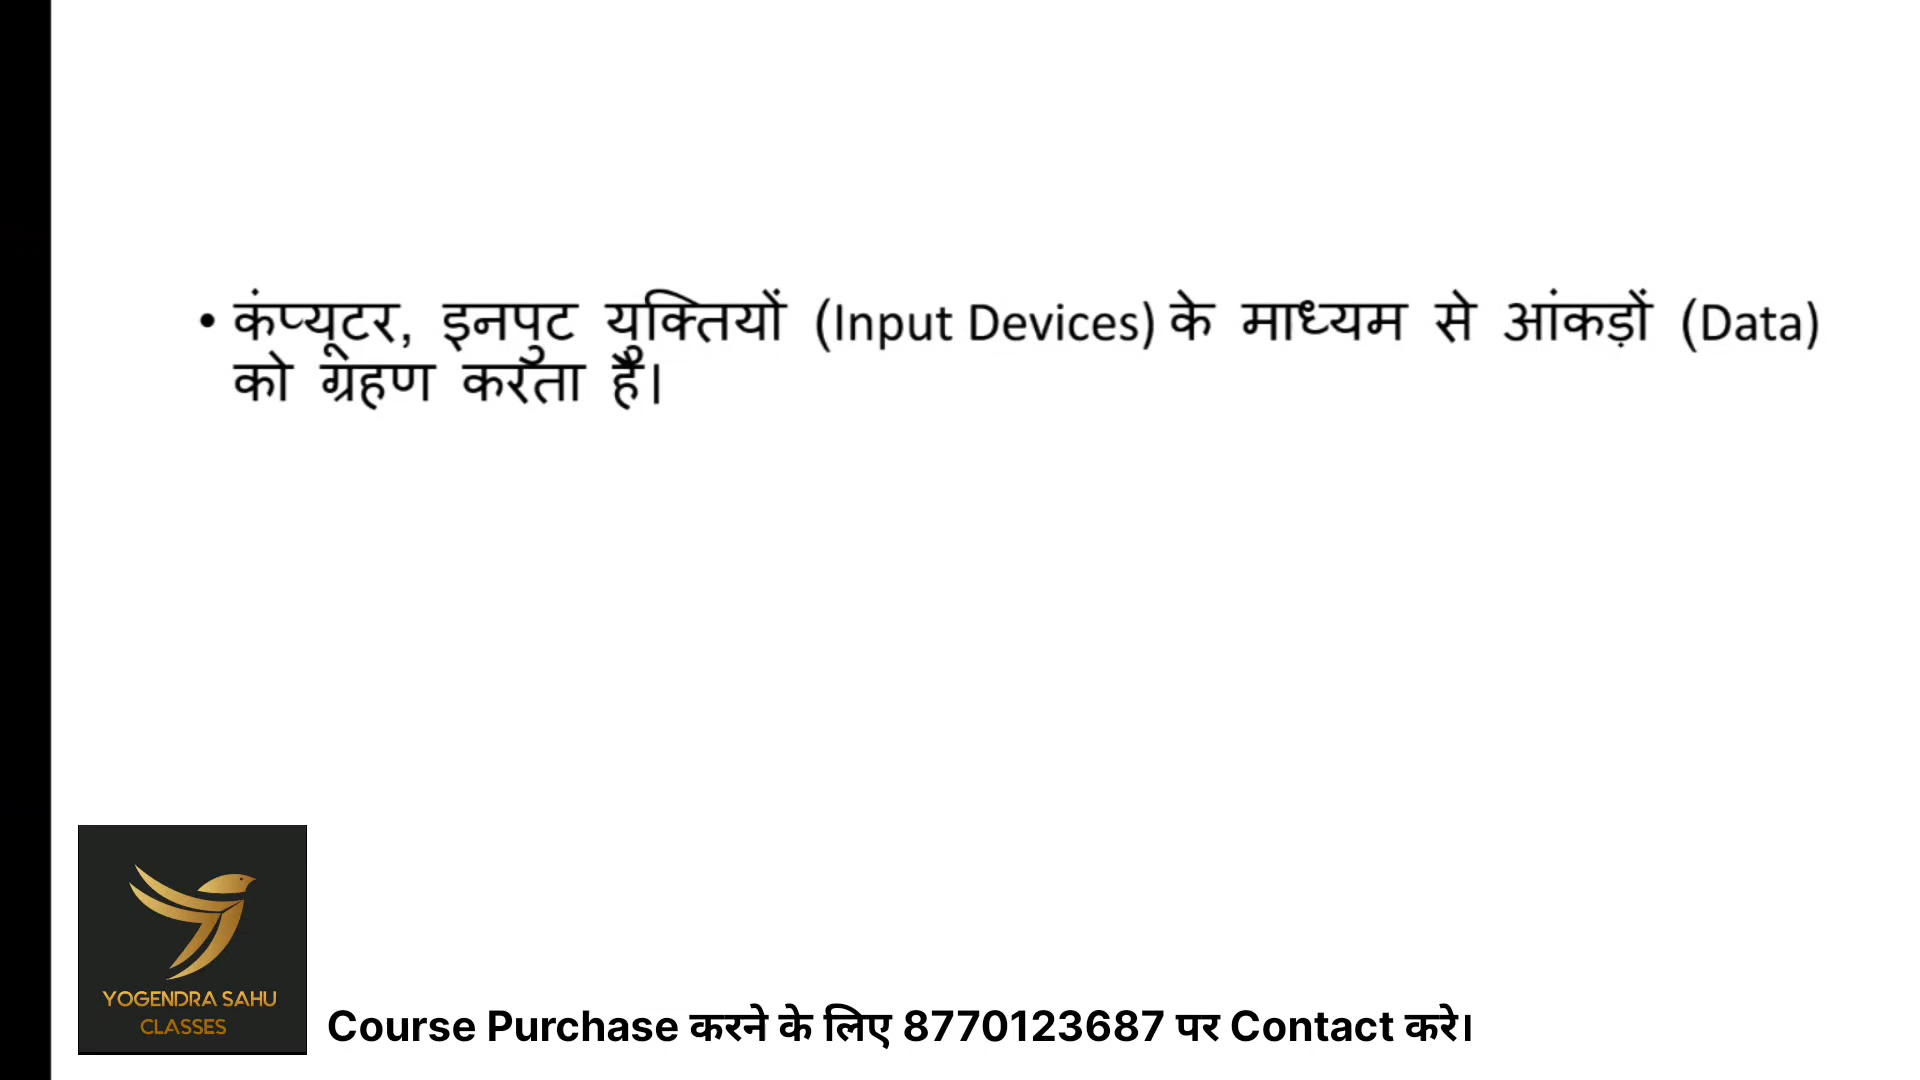 • कंप्यूटर, इनपुट युक्तियों (Input Devices) के माध्यम से आंकड़ों (Data)
को ग्रहण करता है।
YOGENDRA SAHU
CLASSES
Course Purchase करने के लिए 8770123687 पर Contact करे।